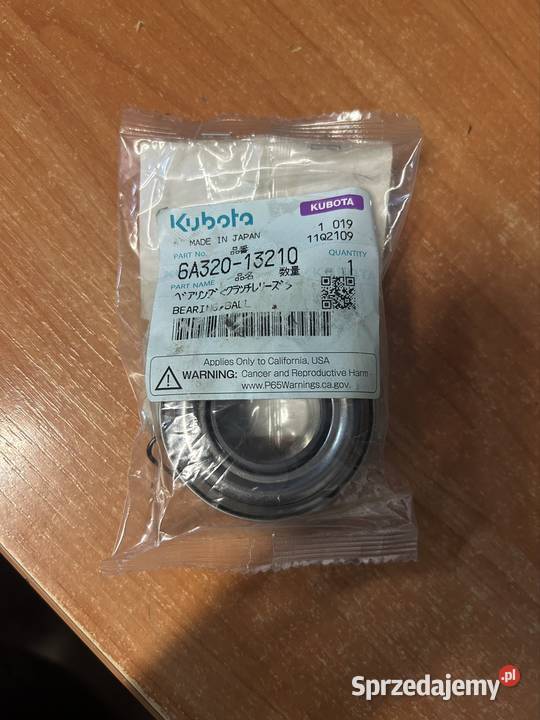 Kubota
KUBOTA
MADE IN JAPAN
1 019
11Q2109
PART No. 品番
QUANTITY
6A320-13210
数量
1
PART NAME 品名
ベアリング<クラッチレリーズ>
BEARING,BALL
Applies Only to California, USA
WARNING: Cancer and Reproductive Harm
www.P65Warnings.ca.gov.
Sprzedajemy.pl